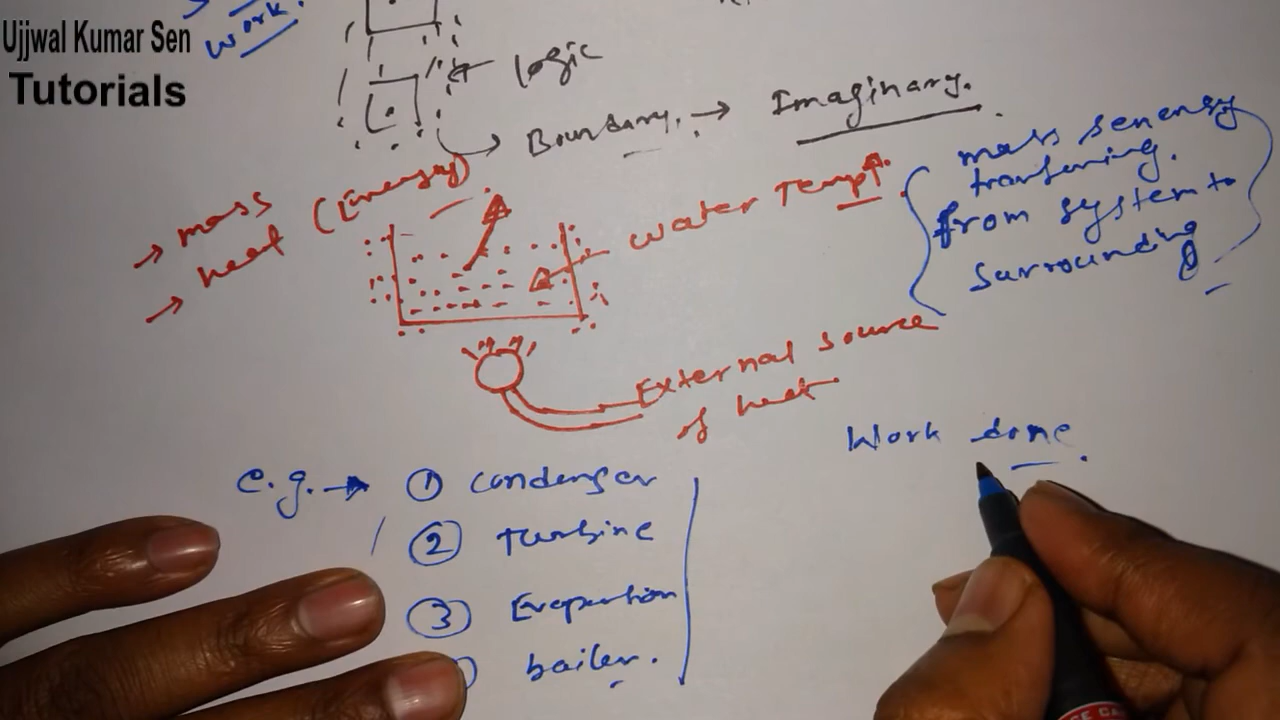 Ujjwal Kumar Sen
Tutorials
Work.
logic
Boundary. → Imaginary.
→ mass
→ heat (Energy)
water Temp↑.
mass & energy
transfering.
from system to
surrounding
External source
of heat
Work done.
e.g. → ① condenser
② Turbine
③ Evaportion
boiler.